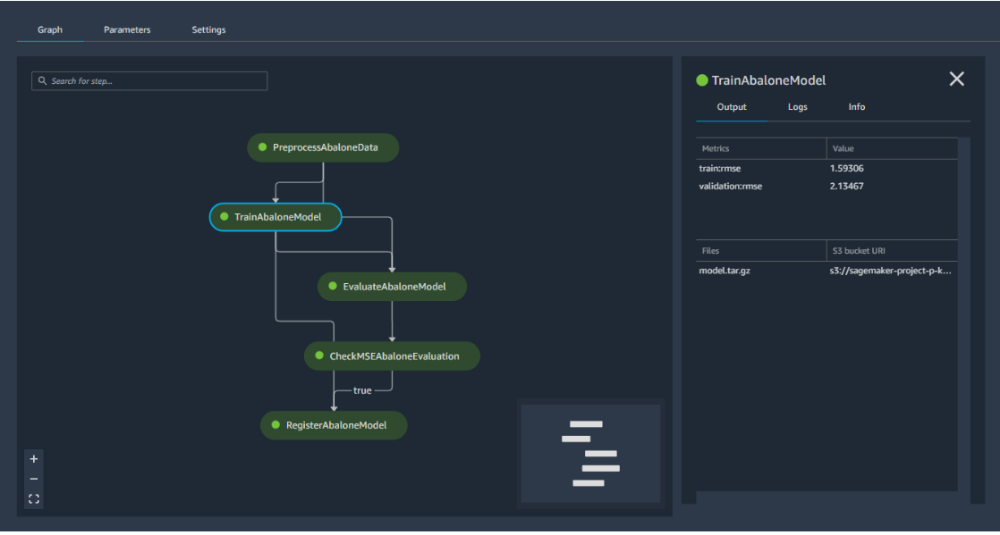 Graph Parameters Settings
Search for step...
PreprocessAbaloneData
TrainAbaloneModel
EvaluateAbaloneModel
CheckMSEAbaloneEvaluation
true
RegisterAbaloneModel
TrainAbaloneModel
Output Logs Info
Metrics Value
train:rmse 1.59306
validation:rmse 2.13467
Files S3 bucket URI
model.tar.gz s3://sagemaker-project-p-k...